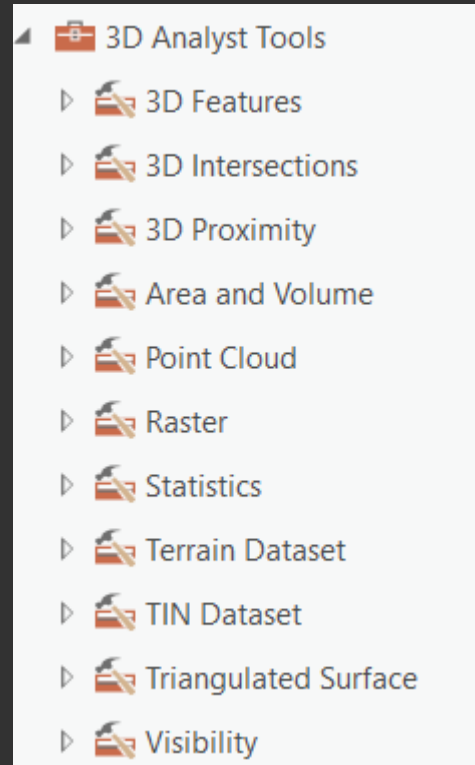 3D Analyst Tools
3D Features
3D Intersections
3D Proximity
Area and Volume
Point Cloud
Raster
Statistics
Terrain Dataset
TIN Dataset
Triangulated Surface
Visibility